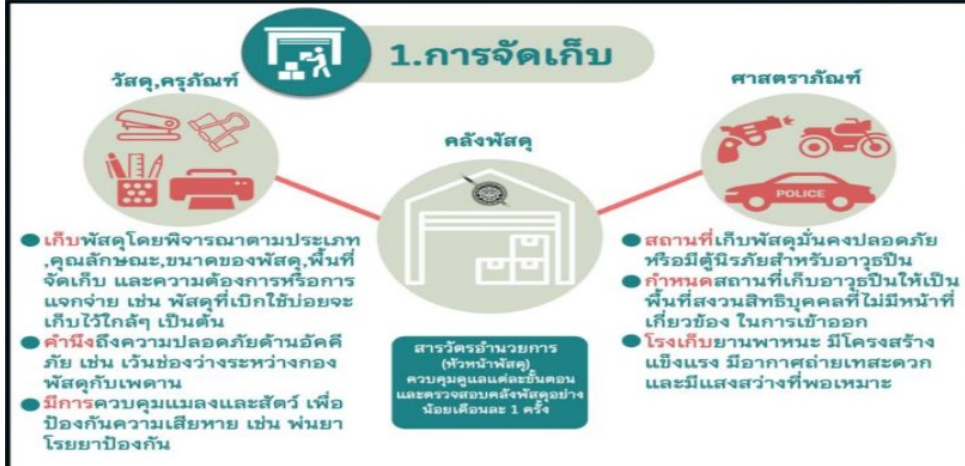 1.การจัดเก็บ
วัสดุ,ครุภัณฑ์
เก็บพัสดุโดยพิจารณาตามประเภท
,คุณลักษณะ,ขนาดของพัสดุ,พื้นที่
จัดเก็บ และความต้องการหรือการ
แจกจ่าย เช่น พัสดุที่เบิกใช้บ่อยจะ
เก็บไว้ใกล้ๆ เป็นต้น
คำนึงถึงความปลอดภัยด้านอัคคี
ภัย เช่น เว้นช่องว่างระหว่างกอง
พัสดุกับเพดาน
มีการควบคุมแมลงและสัตว์ เพื่อ
ป้องกันความเสียหาย เช่น พ่นยา
โรยยาป้องกัน
คลังพัสดุ
สารวัตรอำนวยการ
(หัวหน้าพัสดุ)
ควบคุมดูแลแต่ละขั้นตอน
และตรวจสอบคลังพัสดุอย่าง
น้อยเดือนละ 1 ครั้ง
ศาสตราภัณฑ์
POLICE
สถานที่เก็บพัสดุมั่นคงปลอดภัย
หรือมีตู้นิรภัยสำหรับอาวุธปืน
กำหนดสถานที่เก็บอาวุธปืนให้เป็น
พื้นที่สงวนสิทธิบุคคลที่ไม่มีหน้าที่
เกี่ยวข้อง ในการเข้าออก
โรงเก็บยานพาหนะ มีโครงสร้าง
แข็งแรง มีอากาศถ่ายเทสะดวก
และมีแสงสว่างที่พอเหมาะ